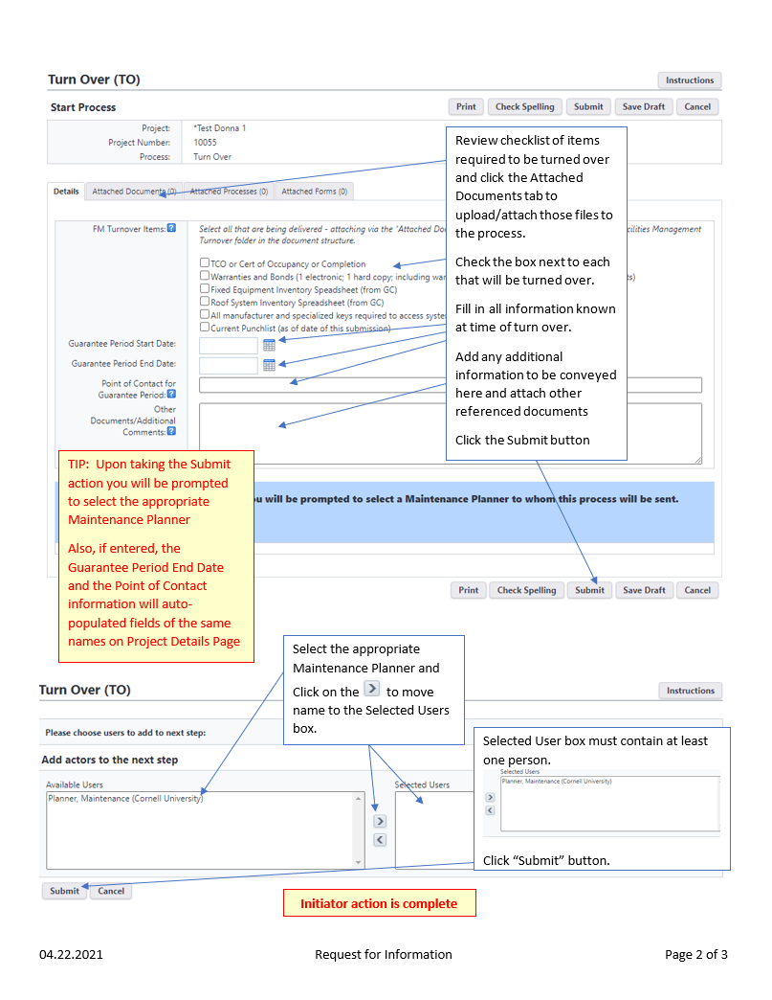 Turn Over (TO)
Instructions
Start Process
Print Check Spelling Submit Save Draft Cancel
Project: *Test Donna 1
Project Number: 10055
Process: Turn Over
Review checklist of items
required to be turned over
and click the Attached
Documents tab to
upload/attach those files to
the process.
Check the box next to each
that will be turned over.
Fill in all information known
at time of turn over.
Add any additional
information to be conveyed
here and attach other
referenced documents
Click the Submit button
Details Attached Documents (0) Attached Processes (0) Attached Forms (0)
FM Turnover Items: ?
Select all that are being delivered - attaching via the "Attached Doc cilities Management
Turnover folder in the document structure.
TCO or Cert of Occupancy or Completion
Warranties and Bonds (1 electronic; 1 hard copy; including war ts)
Fixed Equipment Inventory Speadsheet (from GC)
Roof System Inventory Spreadsheet (from GC)
All manufacturer and specialized keys required to access syste
Current Punchlist (as of date of this submission)
Guarantee Period Start Date:
Guarantee Period End Date:
Point of Contact for
Guarantee Period: ?
Other
Documents/Additional
Comments: ?
TIP: Upon taking the Submit
action you will be prompted
to select the appropriate
Maintenance Planner
Also, if entered, the
Guarantee Period End Date
and the Point of Contact
information will auto-
populated fields of the same
names on Project Details Page
ou will be prompted to select a Maintenance Planner to whom this process will be sent.
Print Check Spelling Submit Save Draft Cancel
Select the appropriate
Maintenance Planner and
Click on the > to move
name to the Selected Users
box.
Turn Over (TO)
Instructions
Please choose users to add to next step:
Add actors to the next step
Available Users
Planner, Maintenance (Cornell University)
>
<
Selected Users
Selected User box must contain at least
one person.
Selected Users
Planner, Maintenance (Cornell University)
>
<
Click “Submit” button.
Submit Cancel
Initiator action is complete
04.22.2021 Request for Information Page 2 of 3